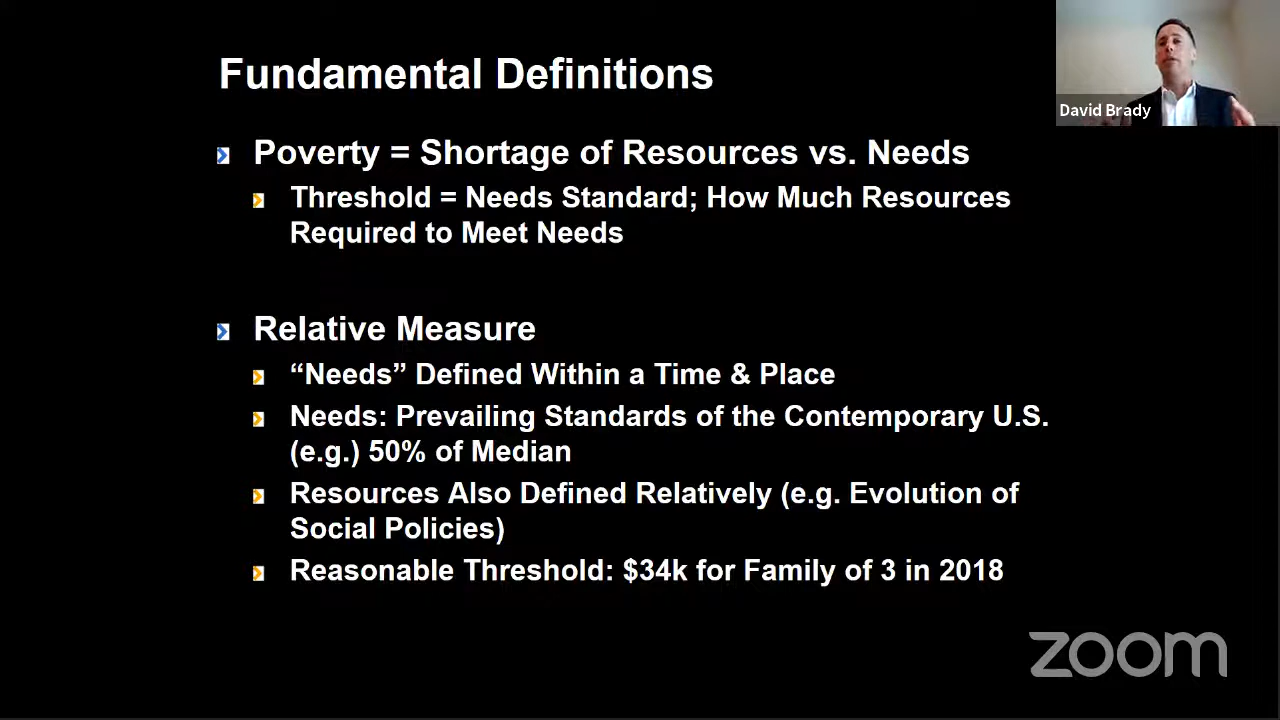 Fundamental Definitions
David Brady
Poverty = Shortage of Resources vs. Needs
Threshold = Needs Standard; How Much Resources
Required to Meet Needs
Relative Measure
“Needs” Defined Within a Time & Place
Needs: Prevailing Standards of the Contemporary U.S.
(e.g.) 50% of Median
Resources Also Defined Relatively (e.g. Evolution of
Social Policies)
Reasonable Threshold: $34k for Family of 3 in 2018
zoom